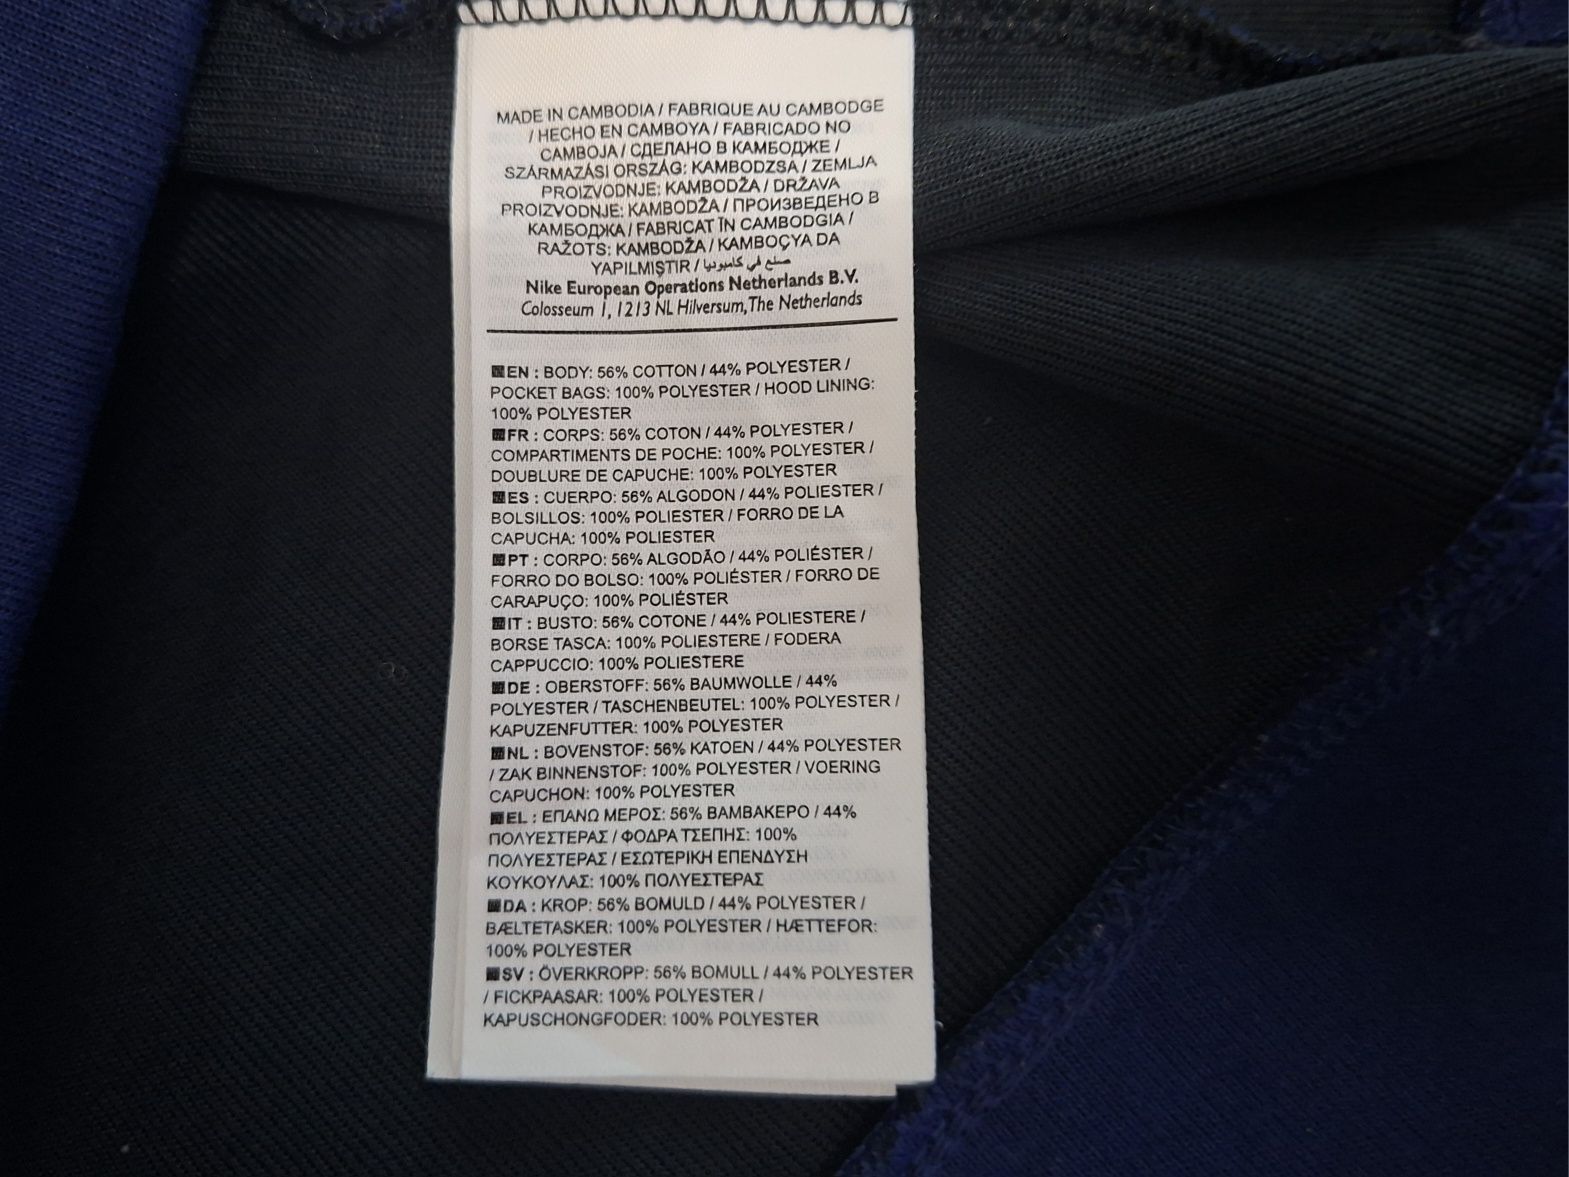 MADE IN CAMBODIA / FABRIQUE AU CAMBODGE
/ HECHO EN CAMBOYA / FABRICADO NO
CAMBOJA / СДЕЛАНО В КАМБОДЖЕ /
SZÁRMAZÁSI ORSZÁG: KAMBODZSA / ZEMLJA
PROIZVODNJE: KAMBODŽA / DRŽAVA
PROIZVODNJE: KAMBODŽA / ПРОИЗВЕДЕНО В
КАМБОДЖА / FABRICAT ÎN CAMBODGIA /
RAŽOTS: KAMBODŽA / KAMBOÇYA DA
YAPILMIŞTIR / صنع في كامبوديا
Nike European Operations Netherlands B.V.
Colosseum 1, 1213 NL Hilversum, The Netherlands
EN : BODY: 56% COTTON / 44% POLYESTER /
POCKET BAGS: 100% POLYESTER / HOOD LINING:
100% POLYESTER
FR : CORPS: 56% COTON / 44% POLYESTER /
COMPARTIMENTS DE POCHE: 100% POLYESTER /
DOUBLURE DE CAPUCHE: 100% POLYESTER
ES : CUERPO: 56% ALGODON / 44% POLIESTER /
BOLSILLOS: 100% POLIESTER / FORRO DE LA
CAPUCHA: 100% POLIESTER
PT : CORPO: 56% ALGODÃO / 44% POLIÉSTER /
FORRO DO BOLSO: 100% POLIÉSTER / FORRO DE
CARAPUÇO: 100% POLIÉSTER
IT : BUSTO: 56% COTONE / 44% POLIESTERE /
BORSE TASCA: 100% POLIESTERE / FODERA
CAPPUCCIO: 100% POLIESTERE
DE : OBERSTOFF: 56% BAUMWOLLE / 44%
POLYESTER / TASCHENBEUTEL: 100% POLYESTER /
KAPUZENFUTTER: 100% POLYESTER
NL : BOVENSTOF: 56% KATOEN / 44% POLYESTER
/ ZAK BINNENSTOF: 100% POLYESTER / VOERING
CAPUCHON: 100% POLYESTER
EL : ΕΠΑΝΩ ΜΕΡΟΣ: 56% ΒΑΜΒΑΚΕΡΟ / 44%
ΠΟΛΥΕΣΤΕΡΑΣ / ΦΟΔΡΑ ΤΣΕΠΗΣ: 100%
ΠΟΛΥΕΣΤΕΡΑΣ / ΕΣΩΤΕΡΙΚΗ ΕΠΕΝΔΥΣΗ
ΚΟΥΚΟΥΛΑΣ: 100% ΠΟΛΥΕΣΤΕΡΑΣ
DA : KROP: 56% BOMULD / 44% POLYESTER /
BÆLTETASKER: 100% POLYESTER / HÆTTEFOR:
100% POLYESTER
SV : ÖVERKROPP: 56% BOMULL / 44% POLYESTER
/ FICKPAASAR: 100% POLYESTER /
KAPUSCHONGFODER: 100% POLYESTER